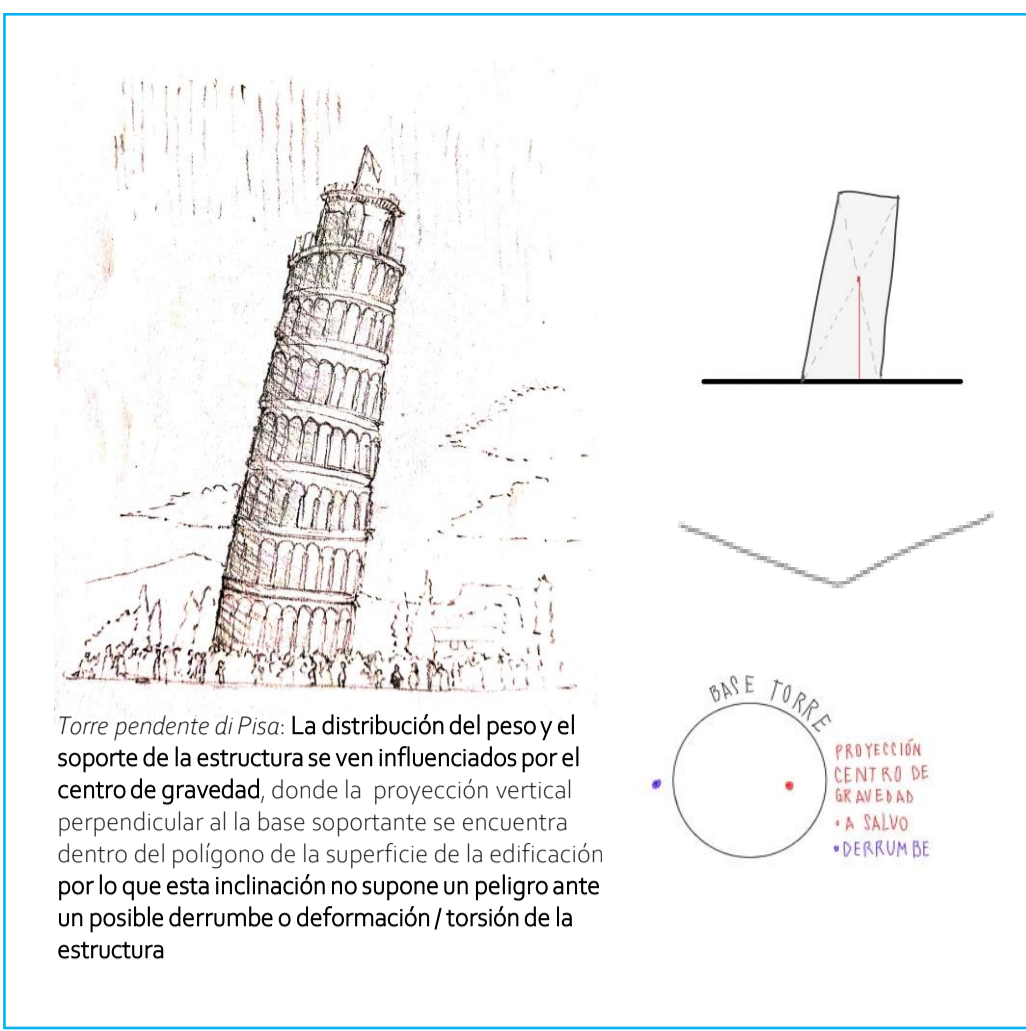 Torre pendente di Pisa: La distribución del peso y el
soporte de la estructura se ven influenciados por el
centro de gravedad, donde la proyección vertical
perpendicular al la base soportante se encuentra
dentro del polígono de la superficie de la edificación
por lo que esta inclinación no supone un peligro ante
un posible derrumbe o deformación / torsión de la
estructura
BASE TORRE
PROYECCIÓN
CENTRO DE
GRAVEDAD
• A SALVO
• DERRUMBE